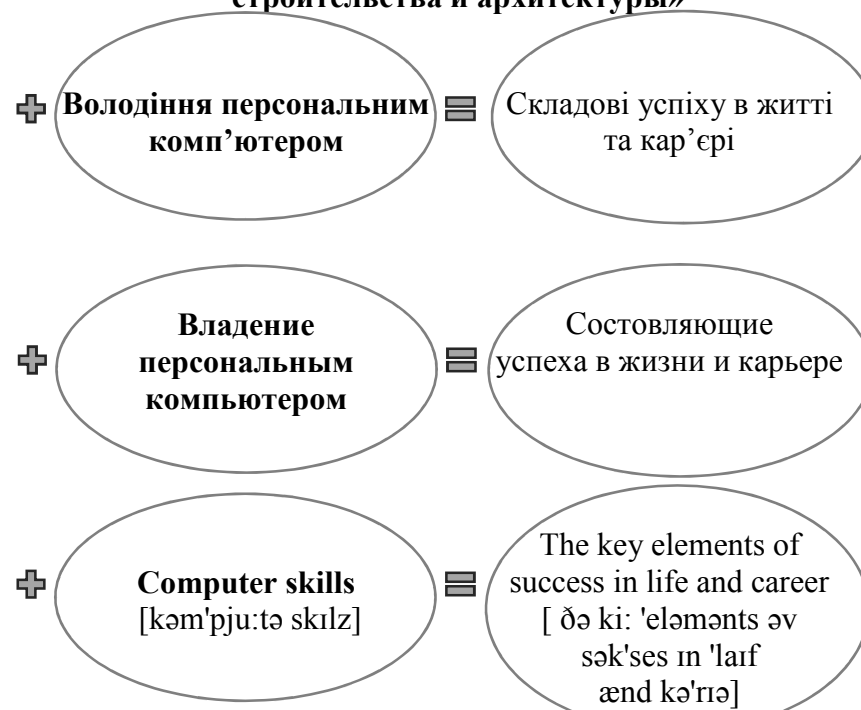 строительства и архитектуры»
Володіння персональним
комп’ютером
Складові успіху в житті
та кар’єрі
Владение
персональным
компьютером
Состовляющие
успеха в жизни и карьере
Computer skills
[kəm'pju:tə skılz]
The key elements of
success in life and career
[ ðə ki: 'eləmənts əv
sək'ses ın 'laıf
ænd kə'rıə]